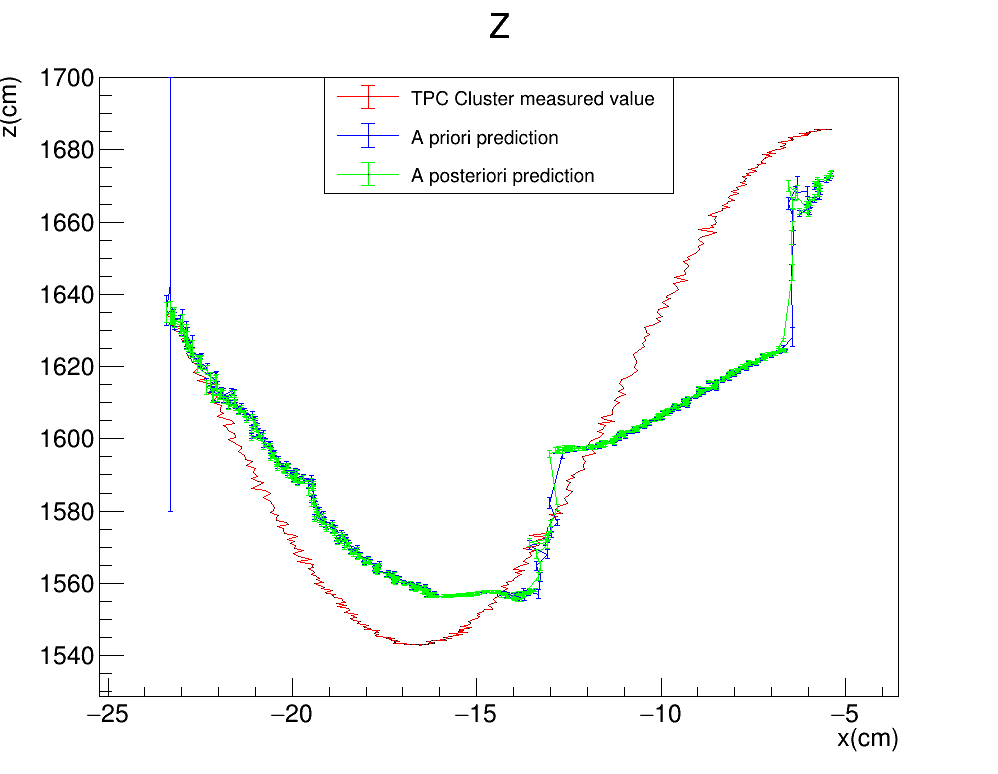 Z
z(cm)
1700
1680
1660
1640
1620
1600
1580
1560
1540
TPC Cluster measured value
A priori prediction
A posteriori prediction
−25 −20 −15 −10 −5
x(cm)